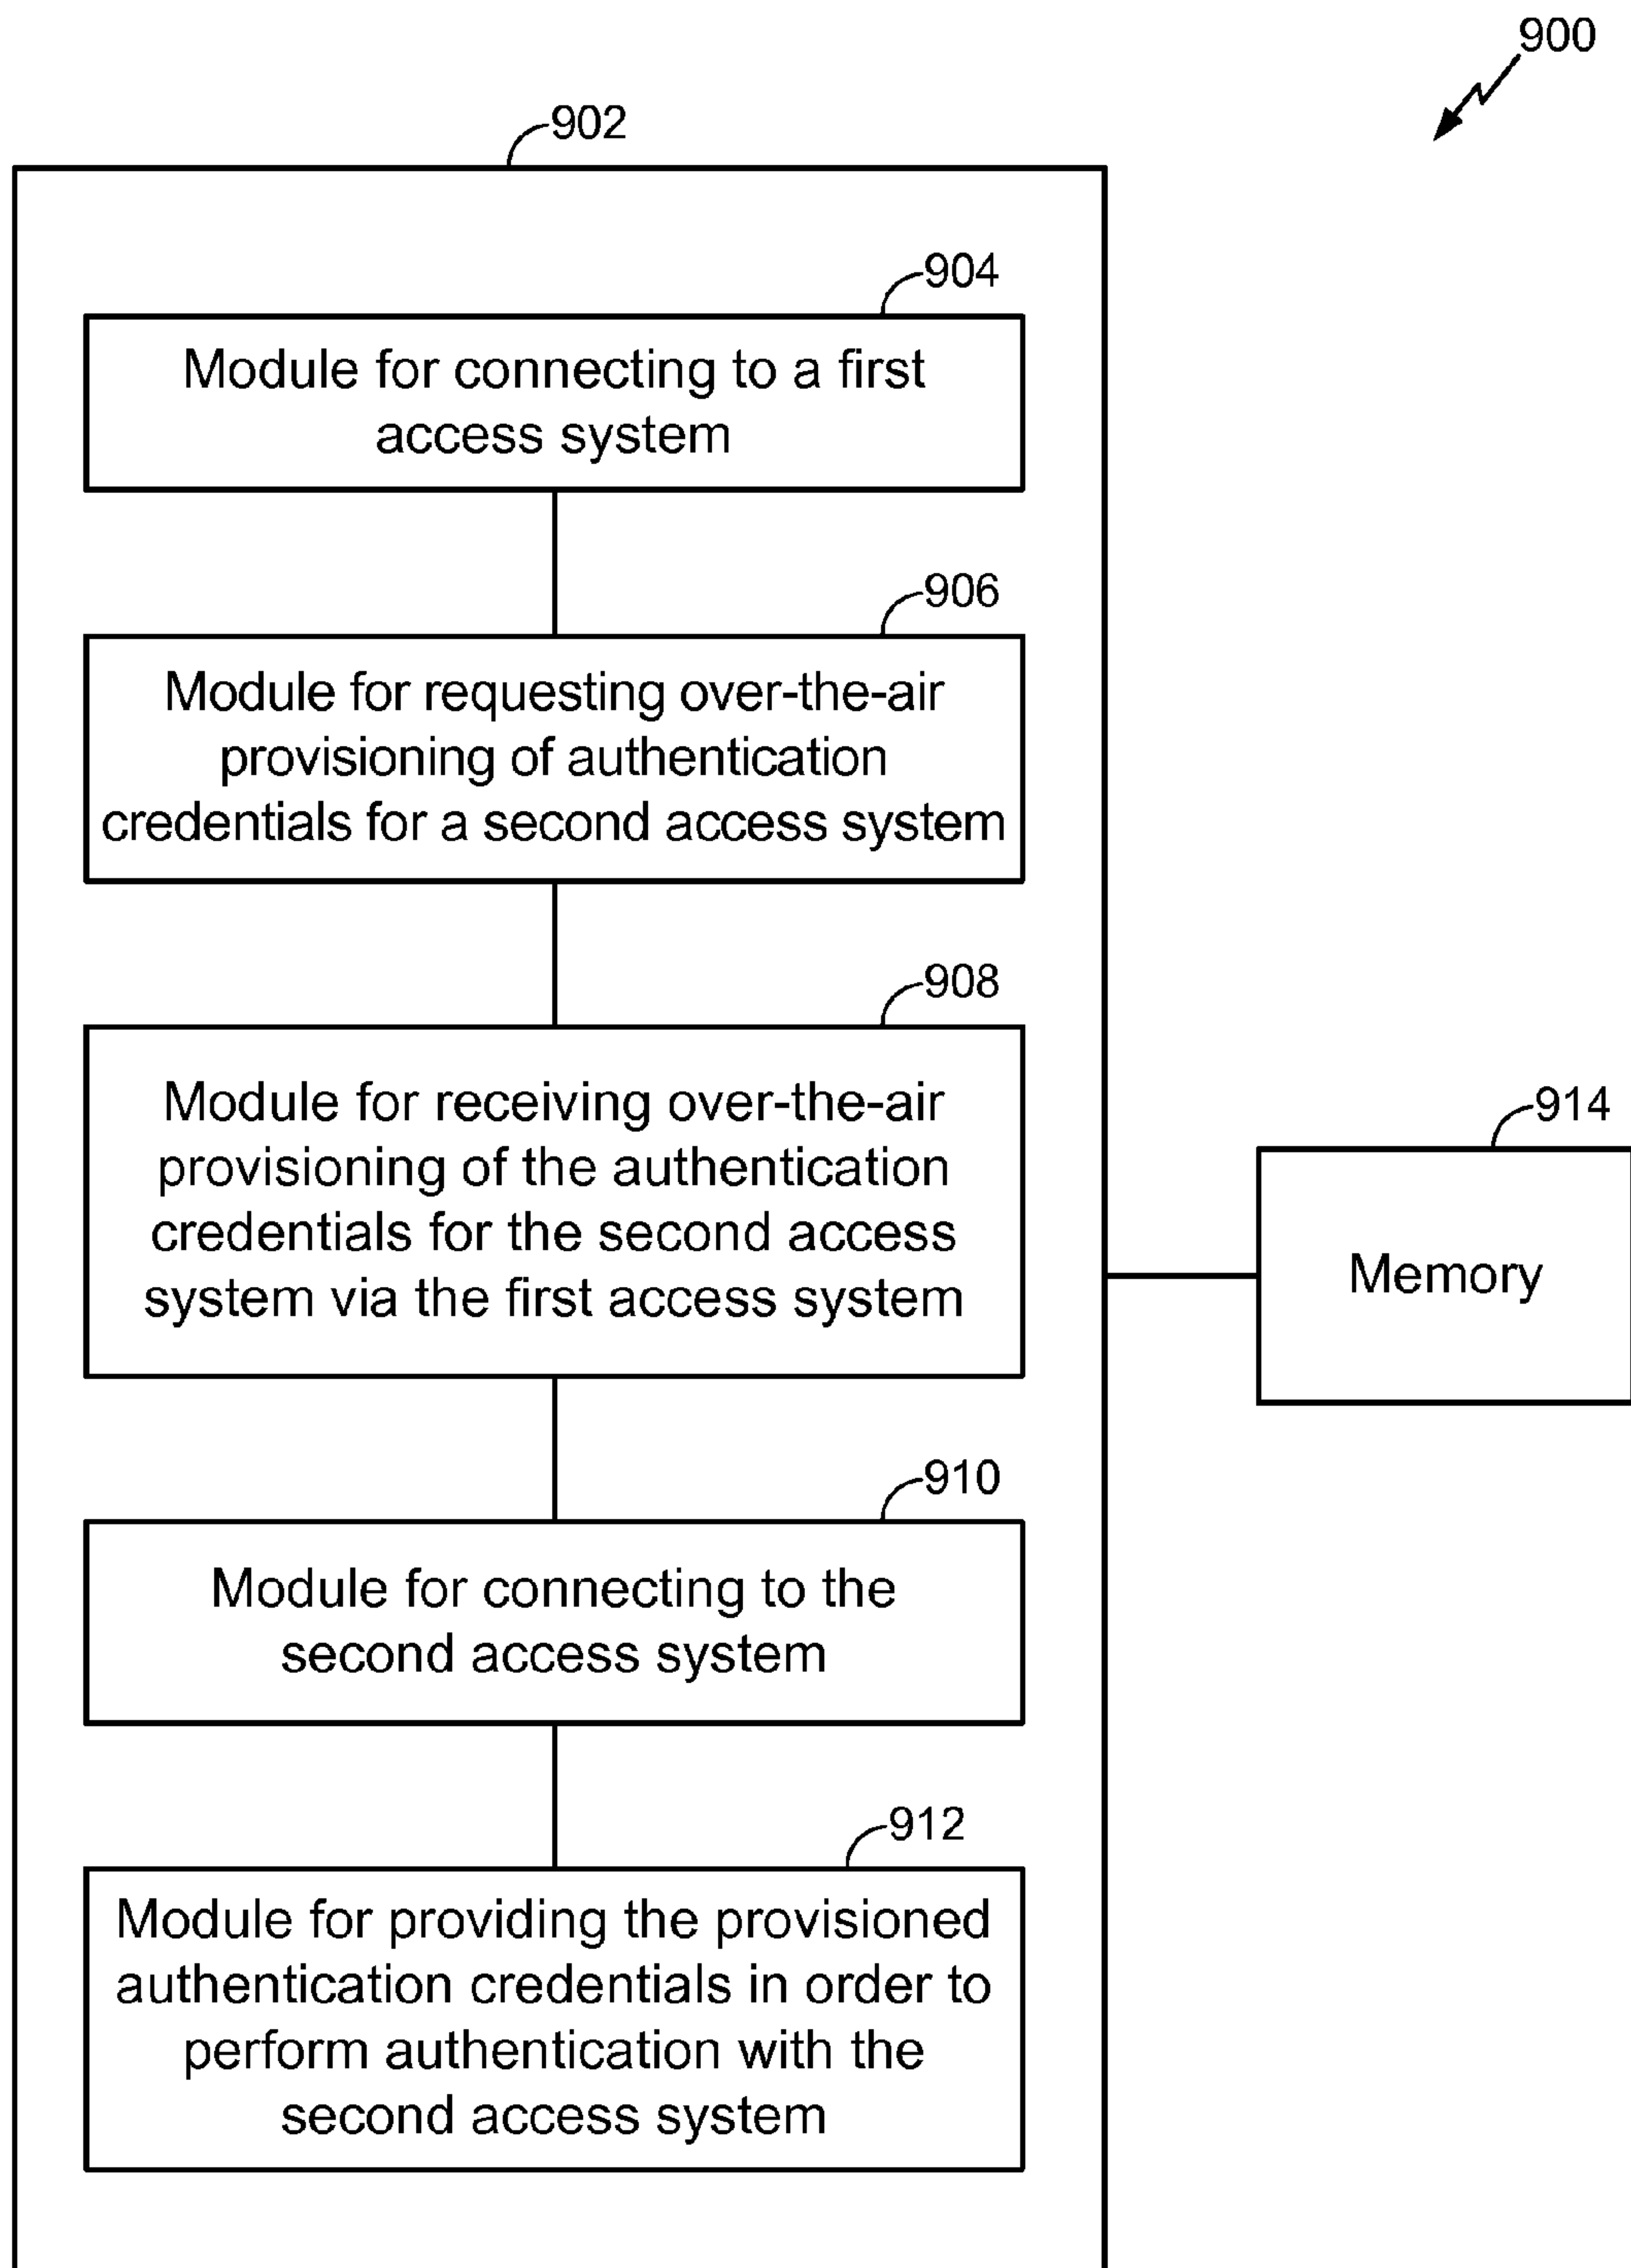 900
902
904
Module for connecting to a first
access system
906
Module for requesting over-the-air
provisioning of authentication
credentials for a second access system
908
Module for receiving over-the-air
provisioning of the authentication
credentials for the second access
system via the first access system
914
Memory
910
Module for connecting to the
second access system
912
Module for providing the provisioned
authentication credentials in order to
perform authentication with the
second access system